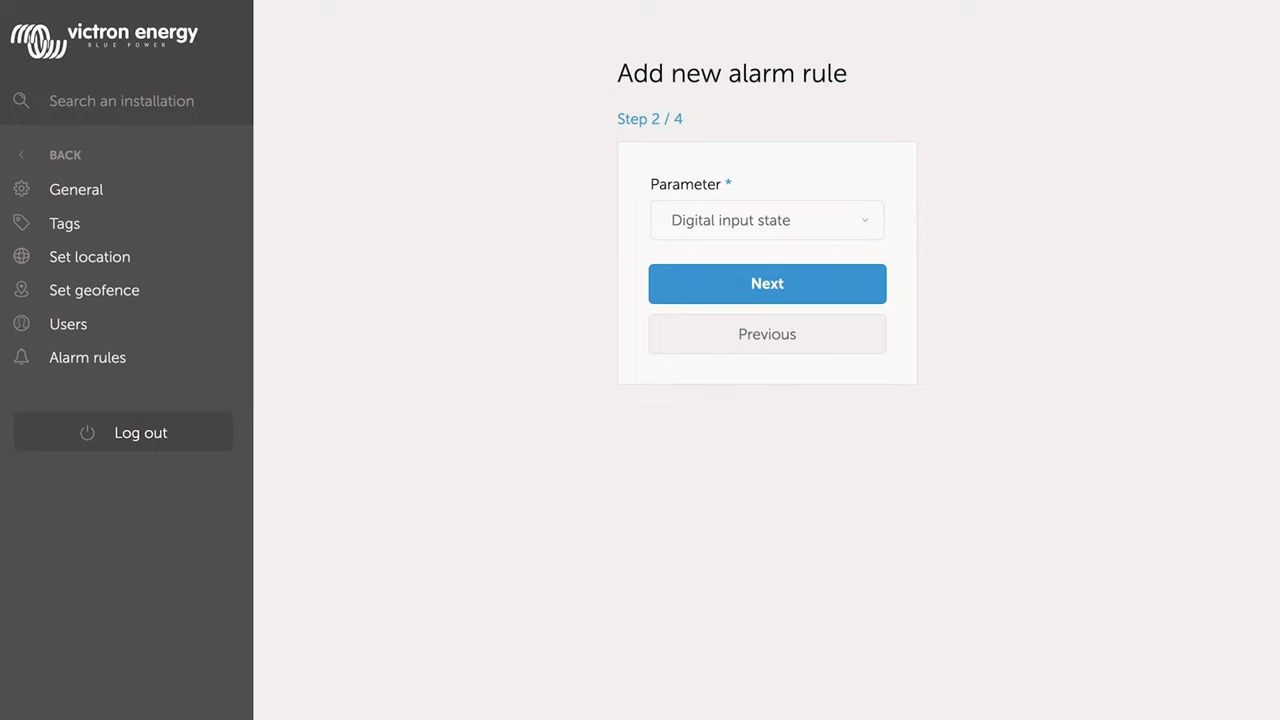 victron energy
BLUE POWER
Search an installation
BACK
General
Tags
Set location
Set geofence
Users
Alarm rules
Log out
Add new alarm rule
Step 2 / 4
Parameter *
Digital input state
Next
Previous